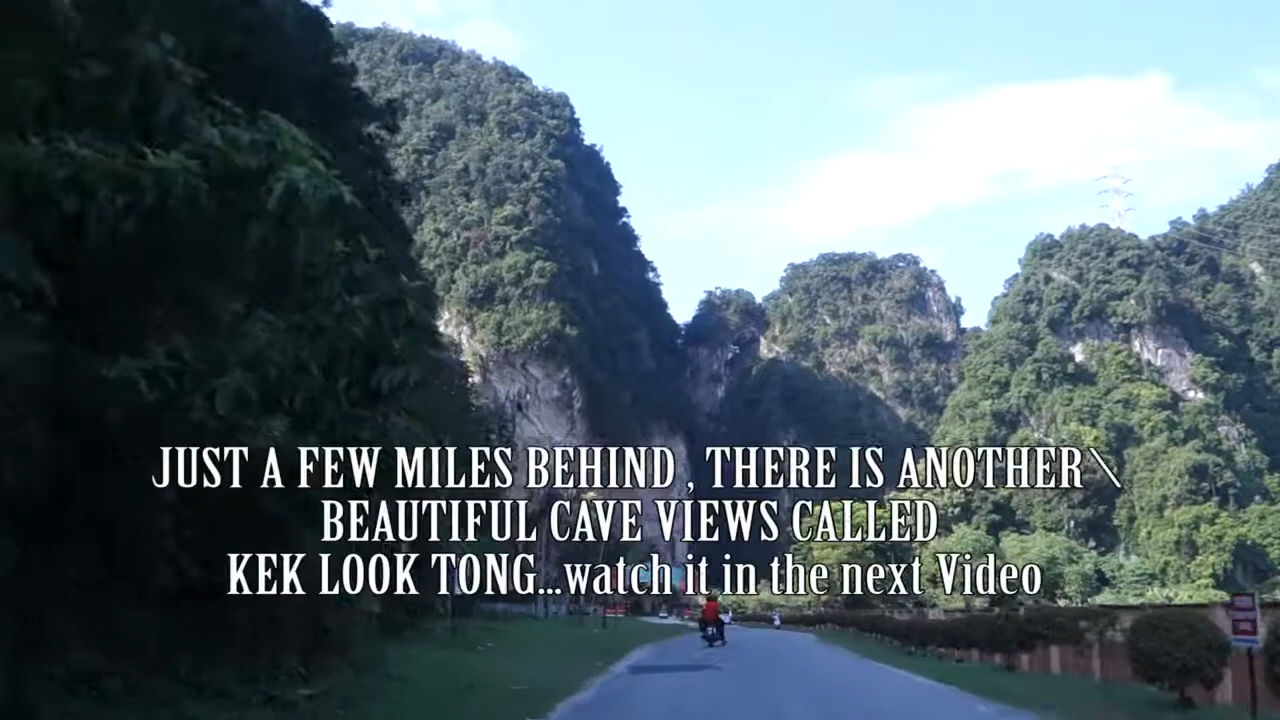 JUST A FEW MILES BEHIND , THERE IS ANOTHER\
BEAUTIFUL CAVE VIEWS CALLED
KEK LOOK TONG...watch it in the next Video